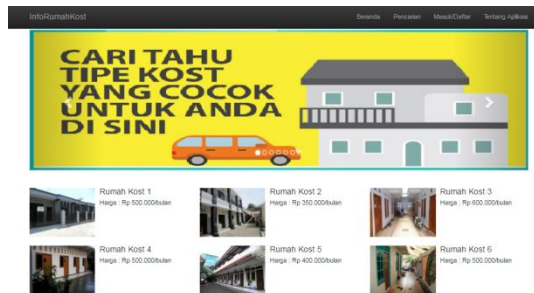 InfoRumahKost
Beranda Pencarian Masuk/Daftar Tentang Aplikasi
CARI TAHU
TIPE KOST
YANG COCOK
UNTUK ANDA
DI SINI
Rumah Kost 1
Harga : Rp 500.000/bulan
Rumah Kost 2
Harga : Rp 350.000/bulan
Rumah Kost 3
Harga : Rp 600.000/bulan
Rumah Kost 4
Harga : Rp 500.000/bulan
Rumah Kost 5
Harga : Rp 400.000/bulan
Rumah Kost 6
Harga : Rp 500.000/bulan